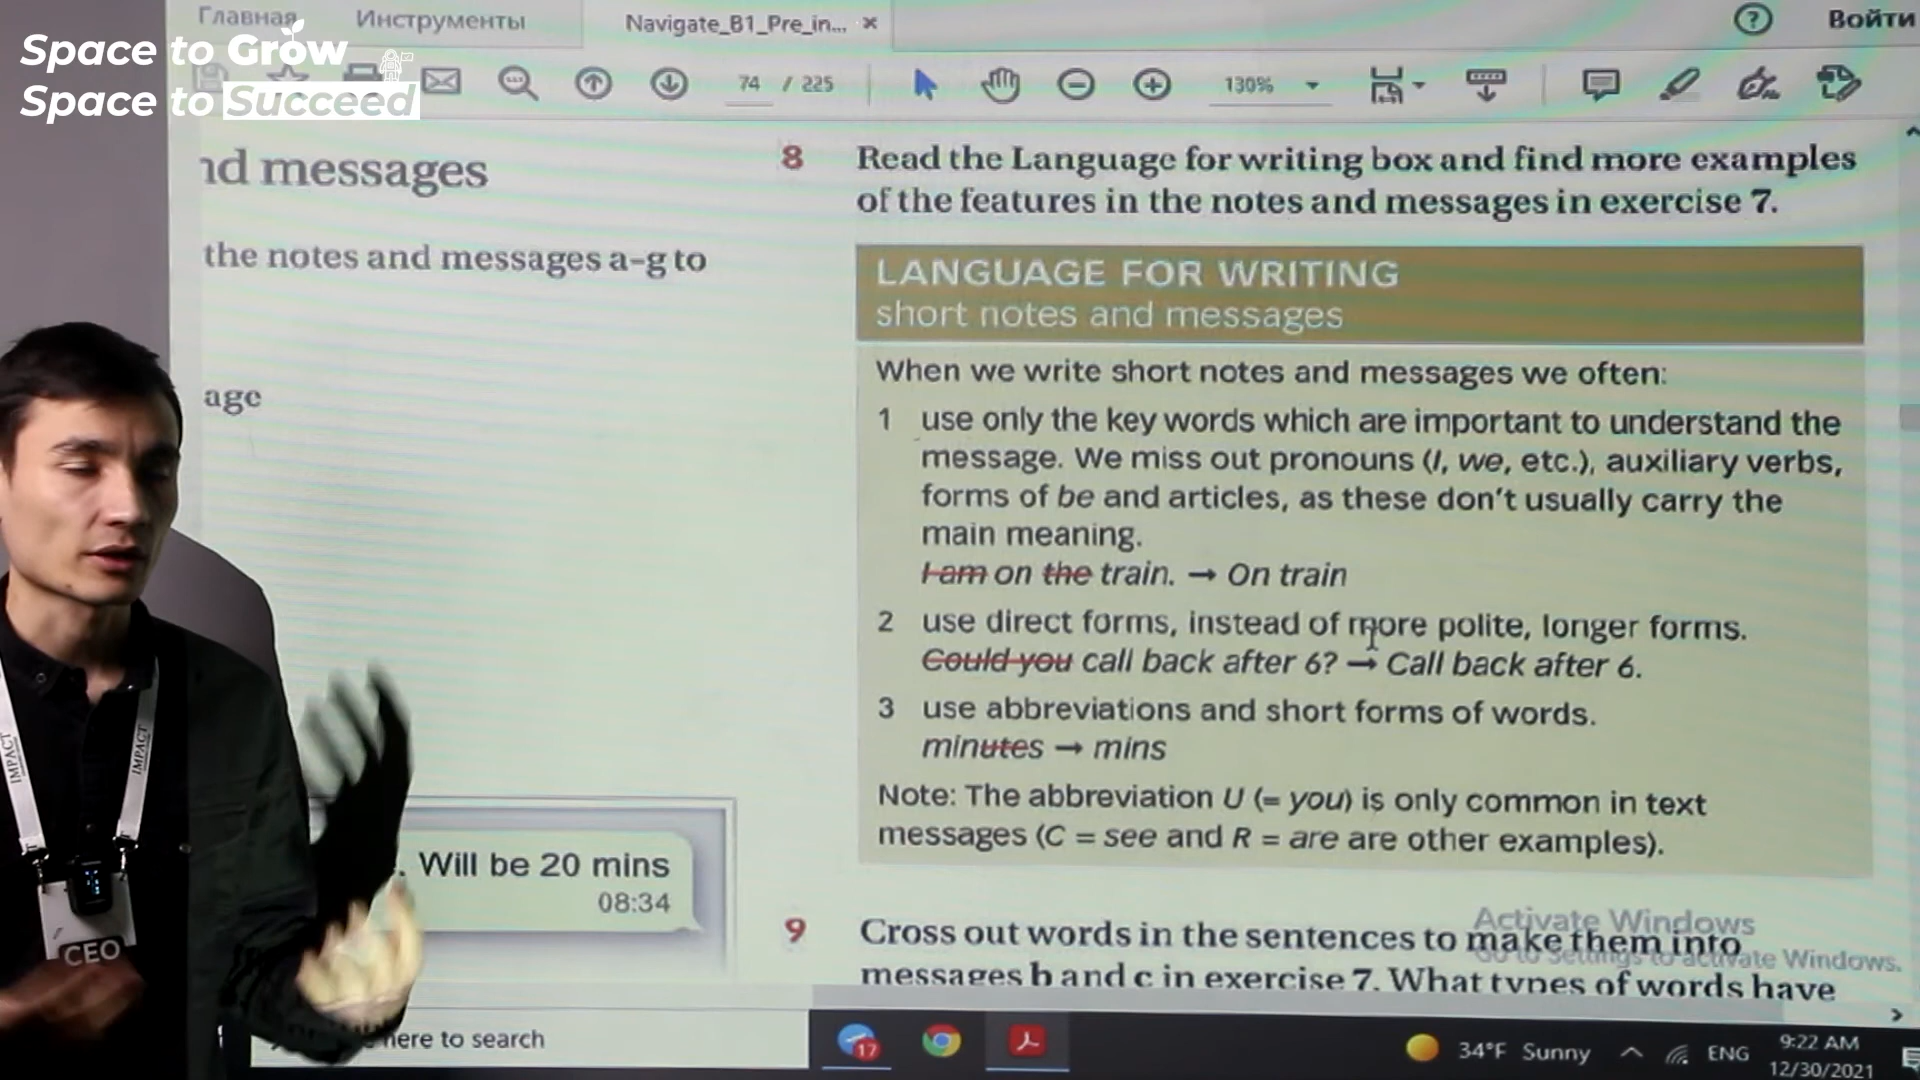 Главная Инструменты Navigate_B1_Pre_in... × ? Войти
Space to Grow
Space to Succeed
74 / 225 130%
nd messages
the notes and messages a–g to
age
. Will be 20 mins
08:34
8 Read the Language for writing box and find more examples
of the features in the notes and messages in exercise 7.
LANGUAGE FOR WRITING
short notes and messages
When we write short notes and messages we often:
1 use only the key words which are important to understand the
message. We miss out pronouns (I, we, etc.), auxiliary verbs,
forms of be and articles, as these don't usually carry the
main meaning.
I am on the train. → On train
2 use direct forms, instead of more polite, longer forms.
Could you call back after 6? → Call back after 6.
3 use abbreviations and short forms of words.
minutes → mins
Note: The abbreviation U (= you) is only common in text
messages (C = see and R = are are other examples).
9 Cross out words in the sentences to make them into
messages b and c in exercise 7. What types of words have
Activate Windows
Go to Settings to activate Windows.
IMPACT
IMPACT
CEO
here to search
17
34°F Sunny
ENG
9:22 AM
12/30/2021